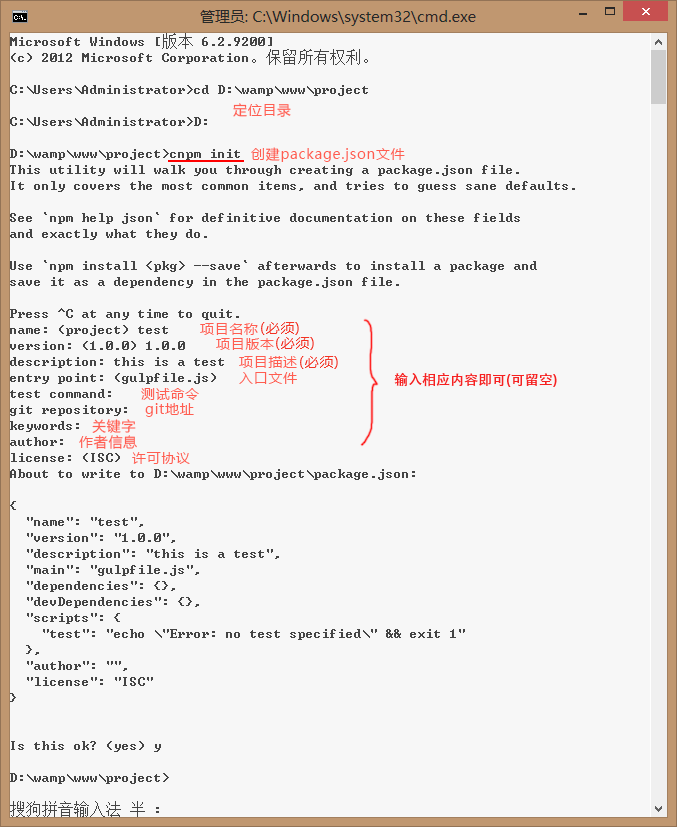 管理员: C:\Windows\system32\cmd.exe
Microsoft Windows [版本 6.2.9200]
(c) 2012 Microsoft Corporation。保留所有权利。
C:\Users\Administrator>cd D:\wamp\www\project
定位目录
C:\Users\Administrator>D:
D:\wamp\www\project>cnpm init 创建package.json文件
This utility will walk you through creating a package.json file.
It only covers the most common items, and tries to guess sane defaults.
See `npm help json` for definitive documentation on these fields
and exactly what they do.
Use `npm install <pkg> --save` afterwards to install a package and
save it as a dependency in the package.json file.
Press ^C at any time to quit.
name: (project) test 项目名称(必须)
version: (1.0.0) 1.0.0 项目版本(必须)
description: this is a test 项目描述(必须)
entry point: (gulpfile.js) 入口文件
输入相应内容即可(可留空)
test command: 测试命令
git repository: git地址
keywords: 关键字
author: 作者信息
license: (ISC) 许可协议
About to write to D:\wamp\www\project\package.json:
{
"name": "test",
"version": "1.0.0",
"description": "this is a test",
"main": "gulpfile.js",
"dependencies": {},
"devDependencies": {},
"scripts": {
"test": "echo \"Error: no test specified\" && exit 1"
},
"author": "",
"license": "ISC"
}
Is this ok? (yes) y
D:\wamp\www\project>
搜狗拼音输入法 半 :